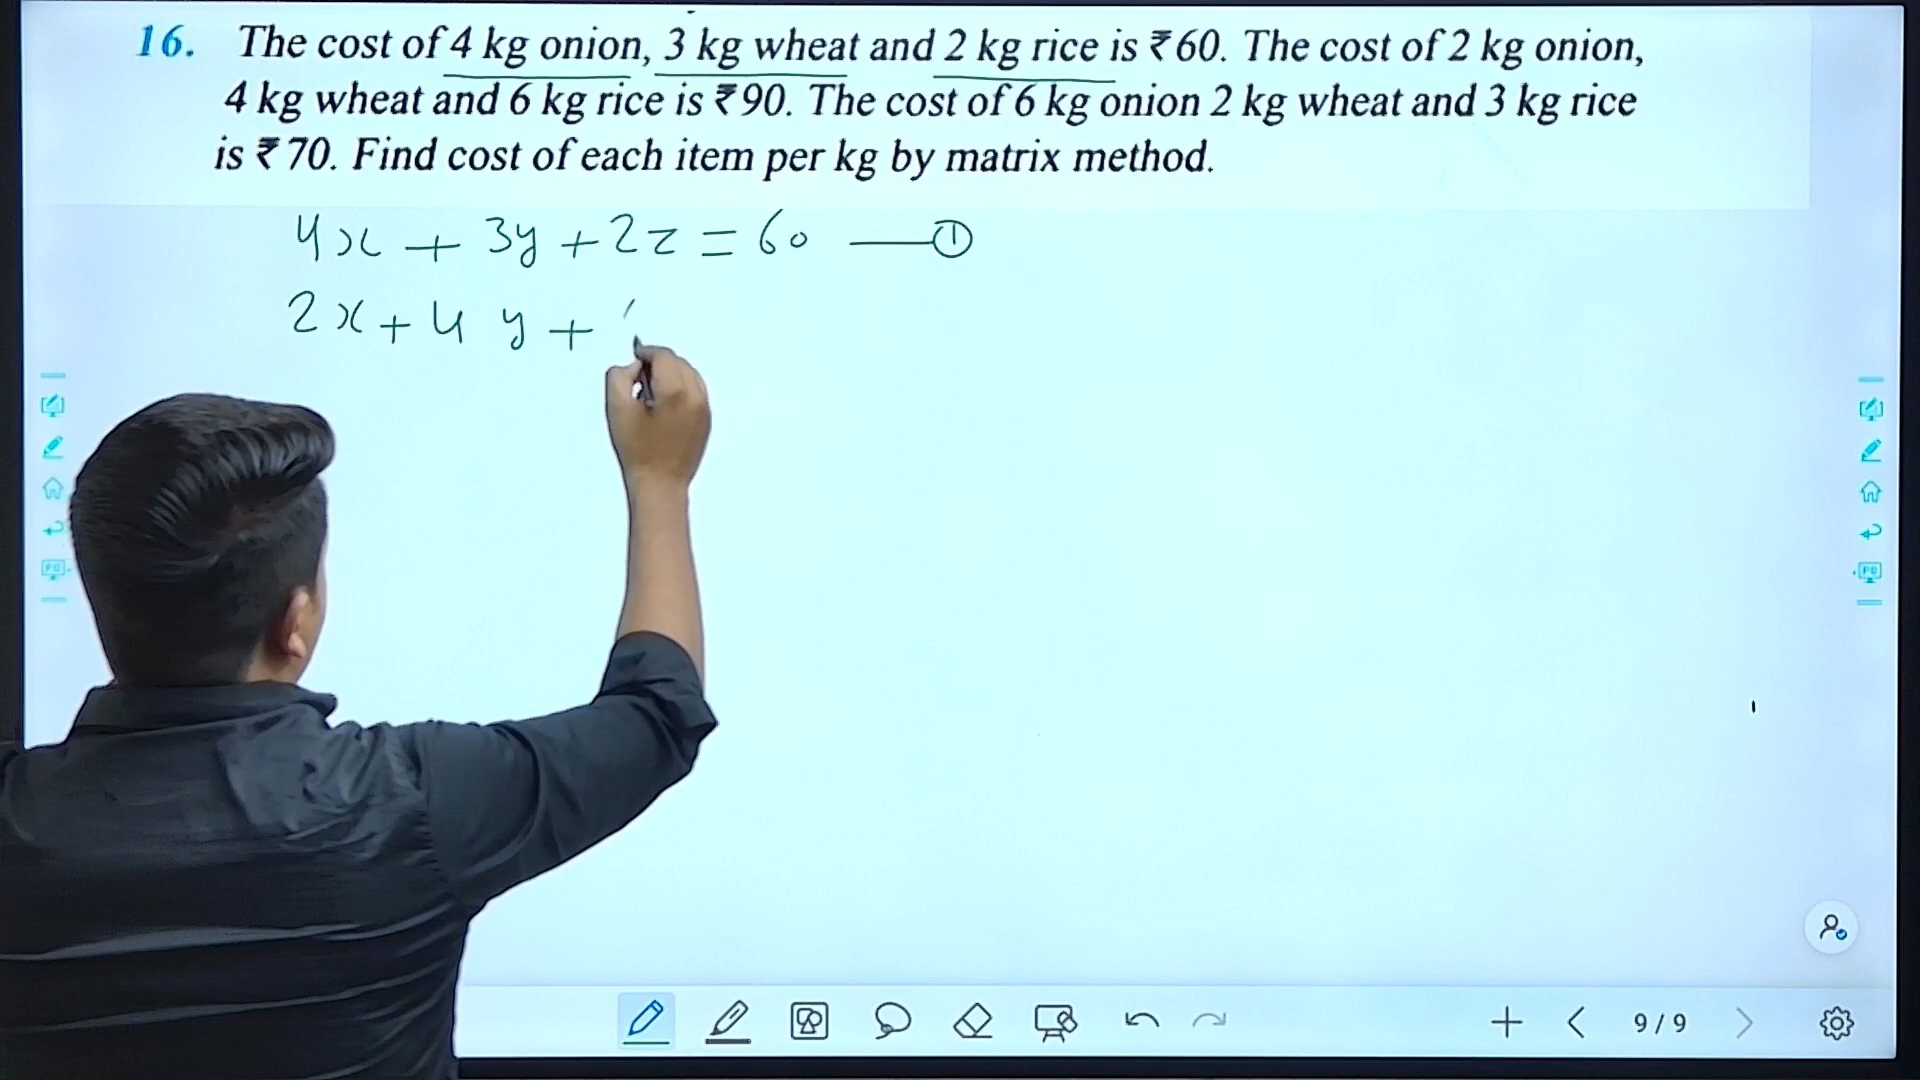 16. The cost of 4 kg onion, 3 kg wheat and 2 kg rice is ₹60. The cost of 2 kg onion,
4 kg wheat and 6 kg rice is ₹90. The cost of 6 kg onion 2 kg wheat and 3 kg rice
is ₹70. Find cost of each item per kg by matrix method.
4x + 3y + 2z = 60 —①
2x + 4y +
9/9